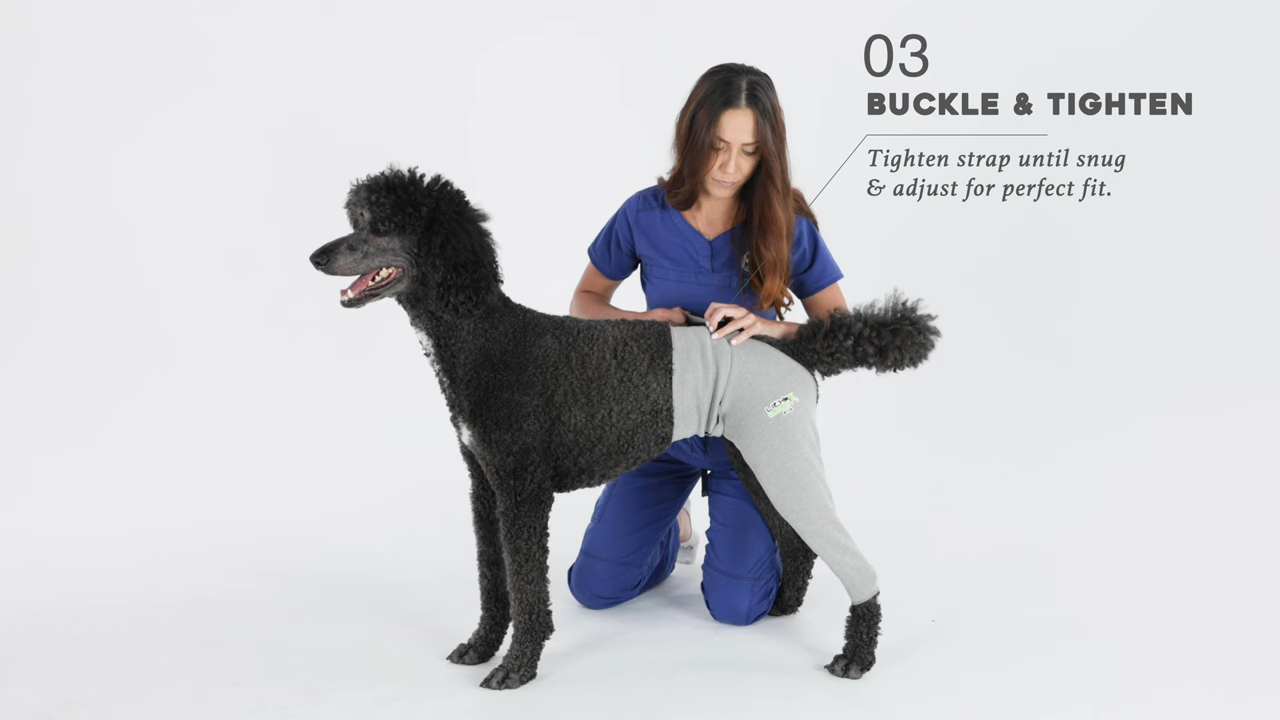 03
BUCKLE & TIGHTEN
Tighten strap until snug
& adjust for perfect fit.